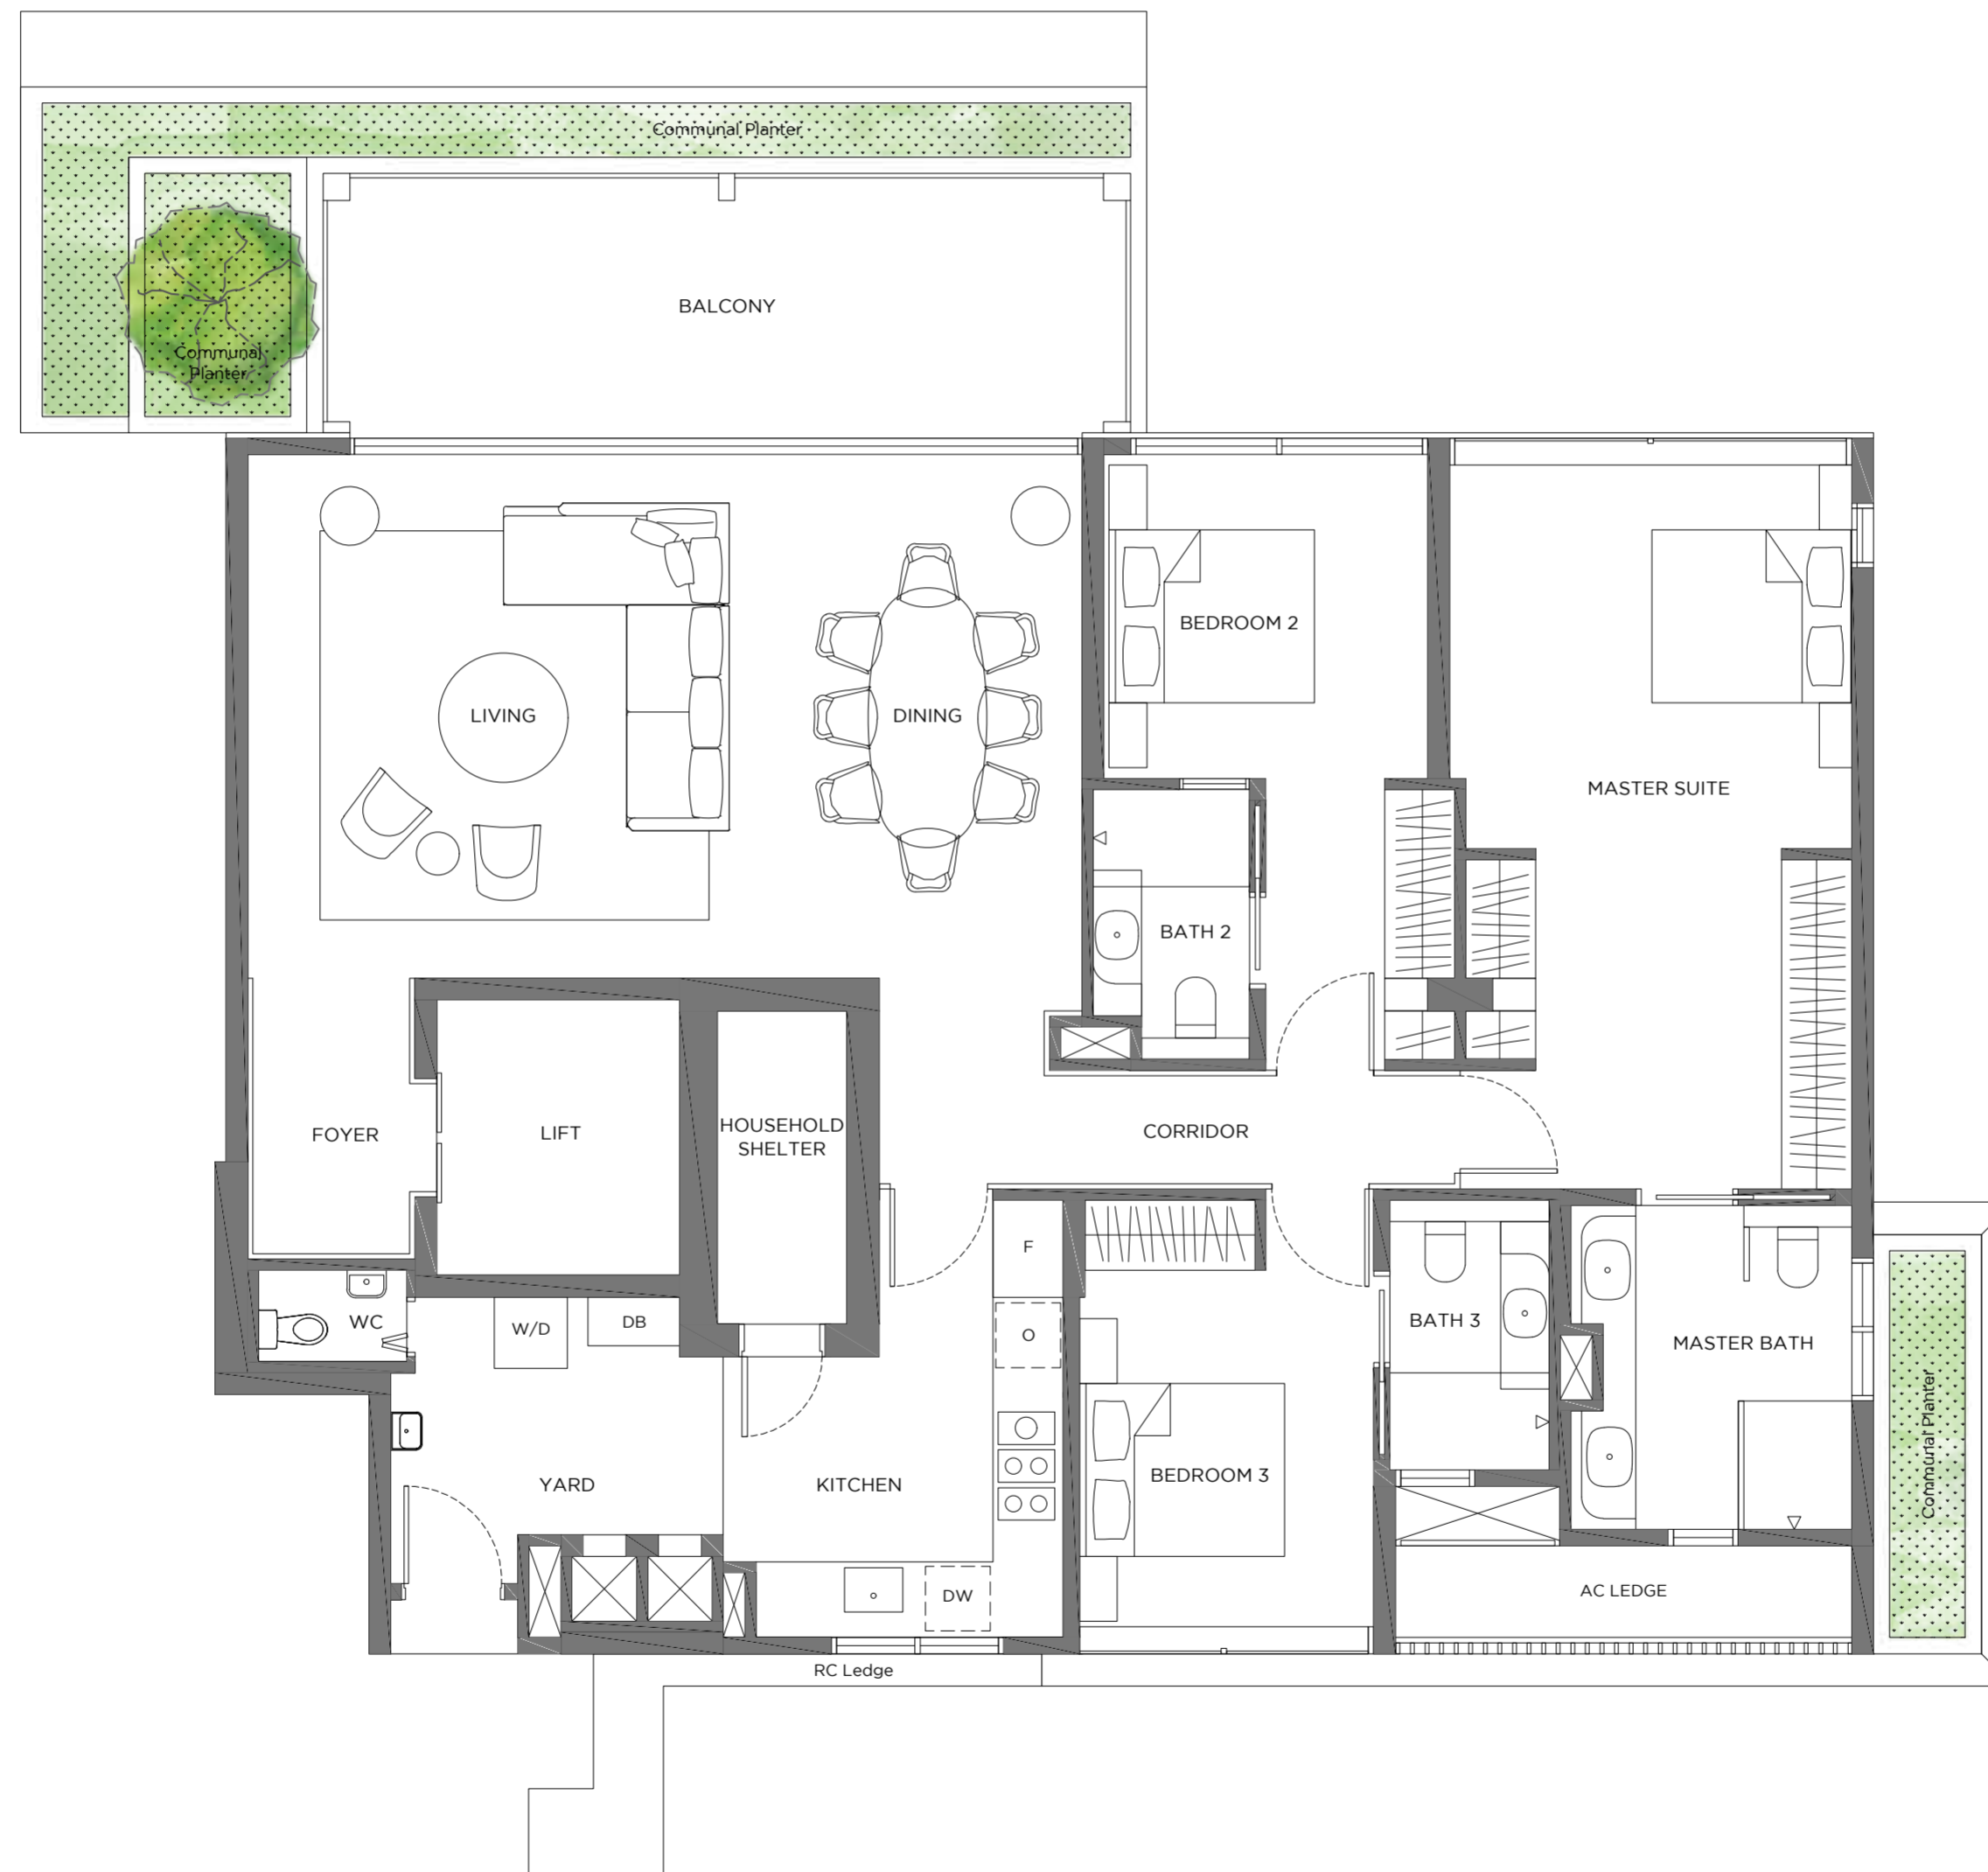 Communal Planter
BALCONY
Communal
Planter
BEDROOM 2
LIVING
DINING
MASTER SUITE
BATH 2
HOUSEHOLD
SHELTER
FOYER
LIFT
CORRIDOR
F
WC
W/D
DB
O
BATH 3
MASTER BATH
Communal Planter
YARD
KITCHEN
BEDROOM 3
DW
AC LEDGE
RC Ledge